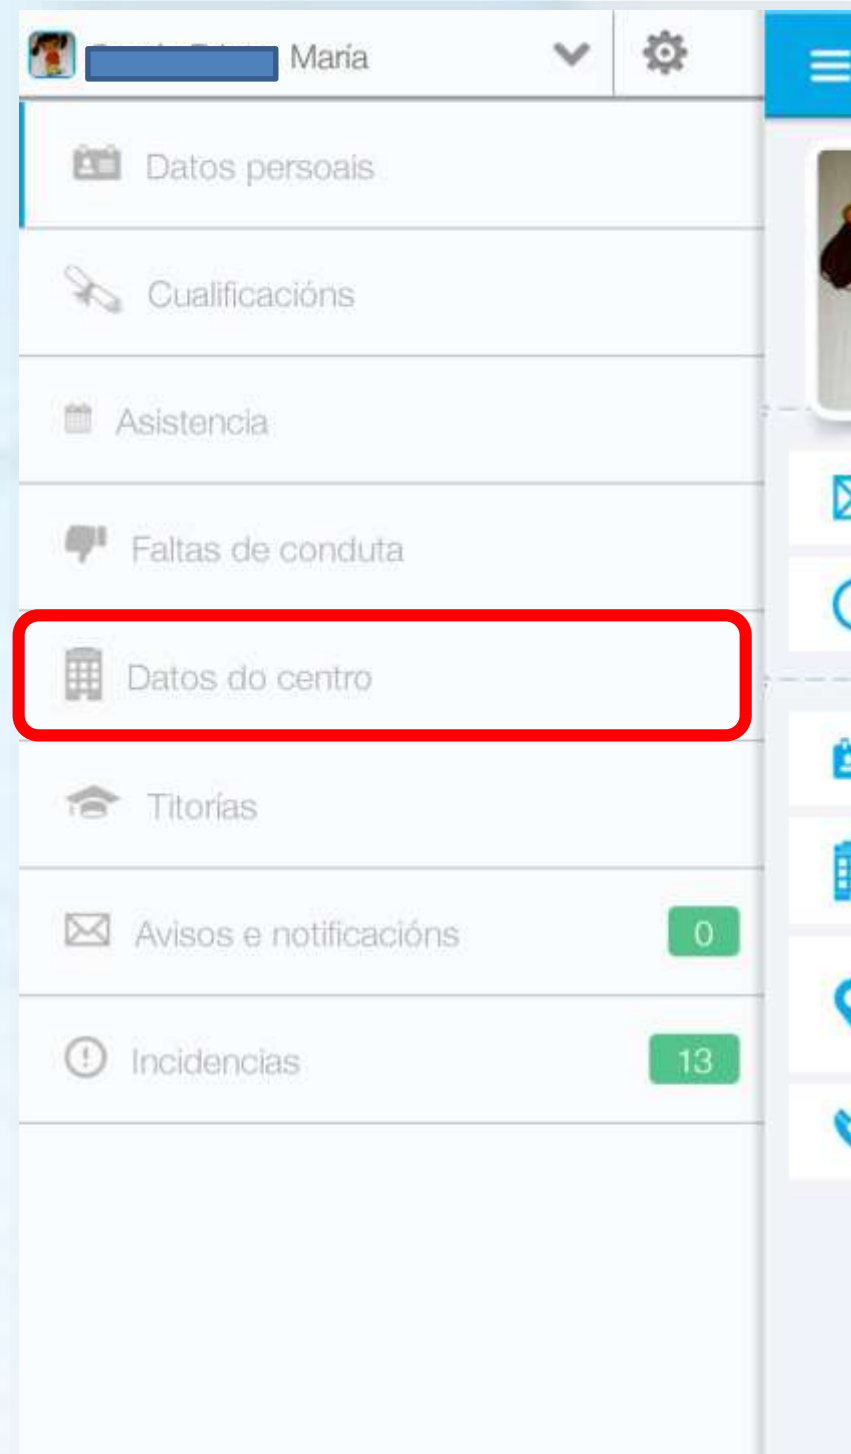 María
Datos persoais
Cualificacións
Asistencia
Faltas de conduta
Datos do centro
Titorías
Avisos e notificacións
0
Incidencias
13